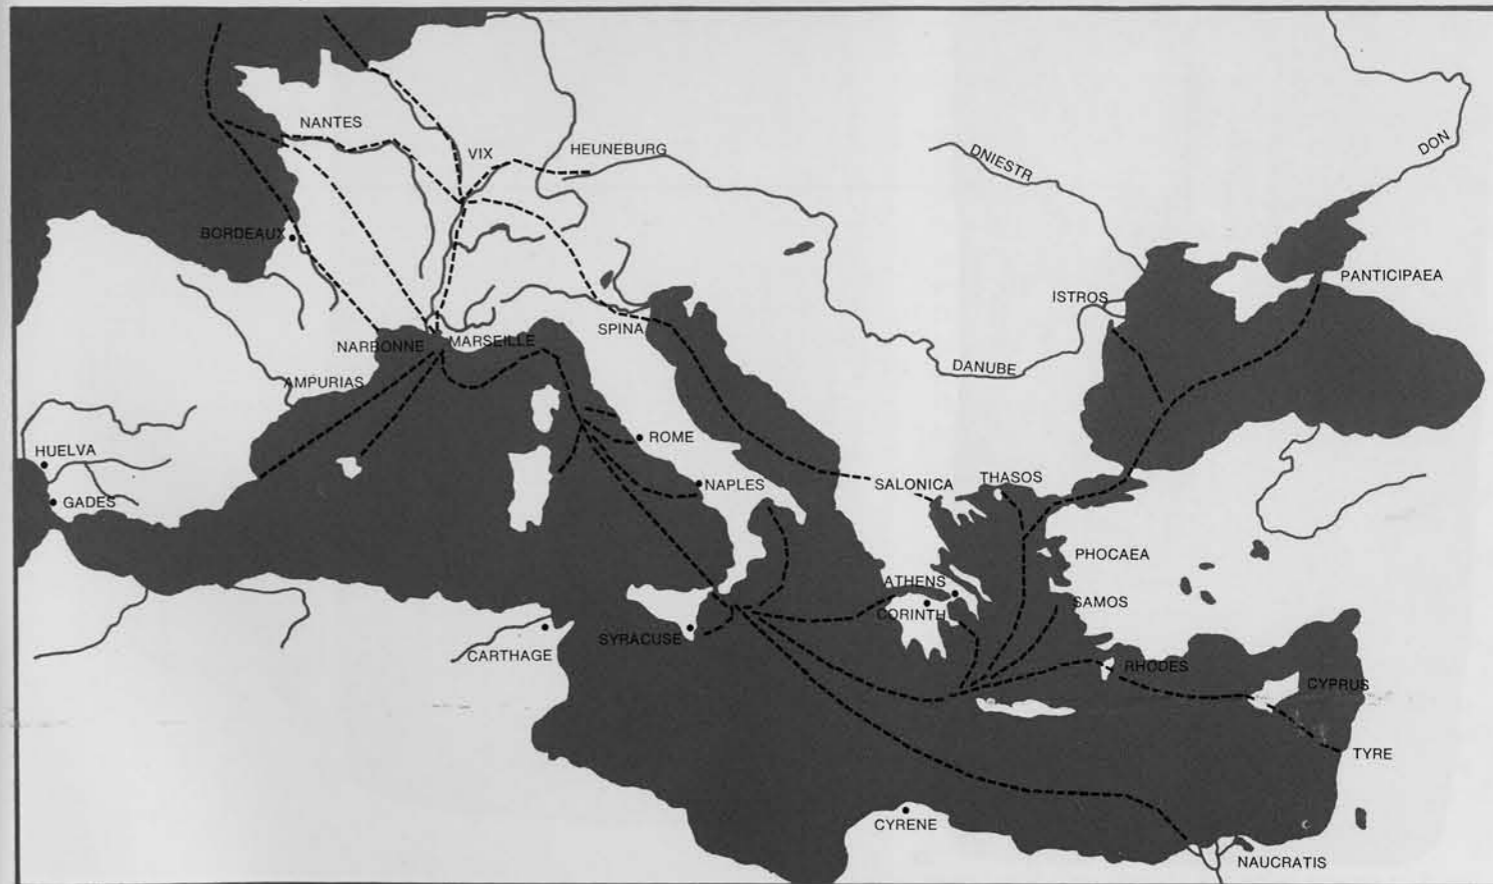 NANTES
VIX
HEUNEBURG
DNIESTR
DON
BORDEAUX
PANTICIPAEA
ISTROS
SPINA
NARBONNE
MARSEILLE
DANUBE
AMPURIAS
HUELVA
ROME
GADES
NAPLES
SALONICA
THASOS
PHOCAEA
ATHENS
SAMOS
CORINTH
SYRACUSE
CARTHAGE
RHODES
CYPRUS
TYRE
CYRENE
NAUCRATIS